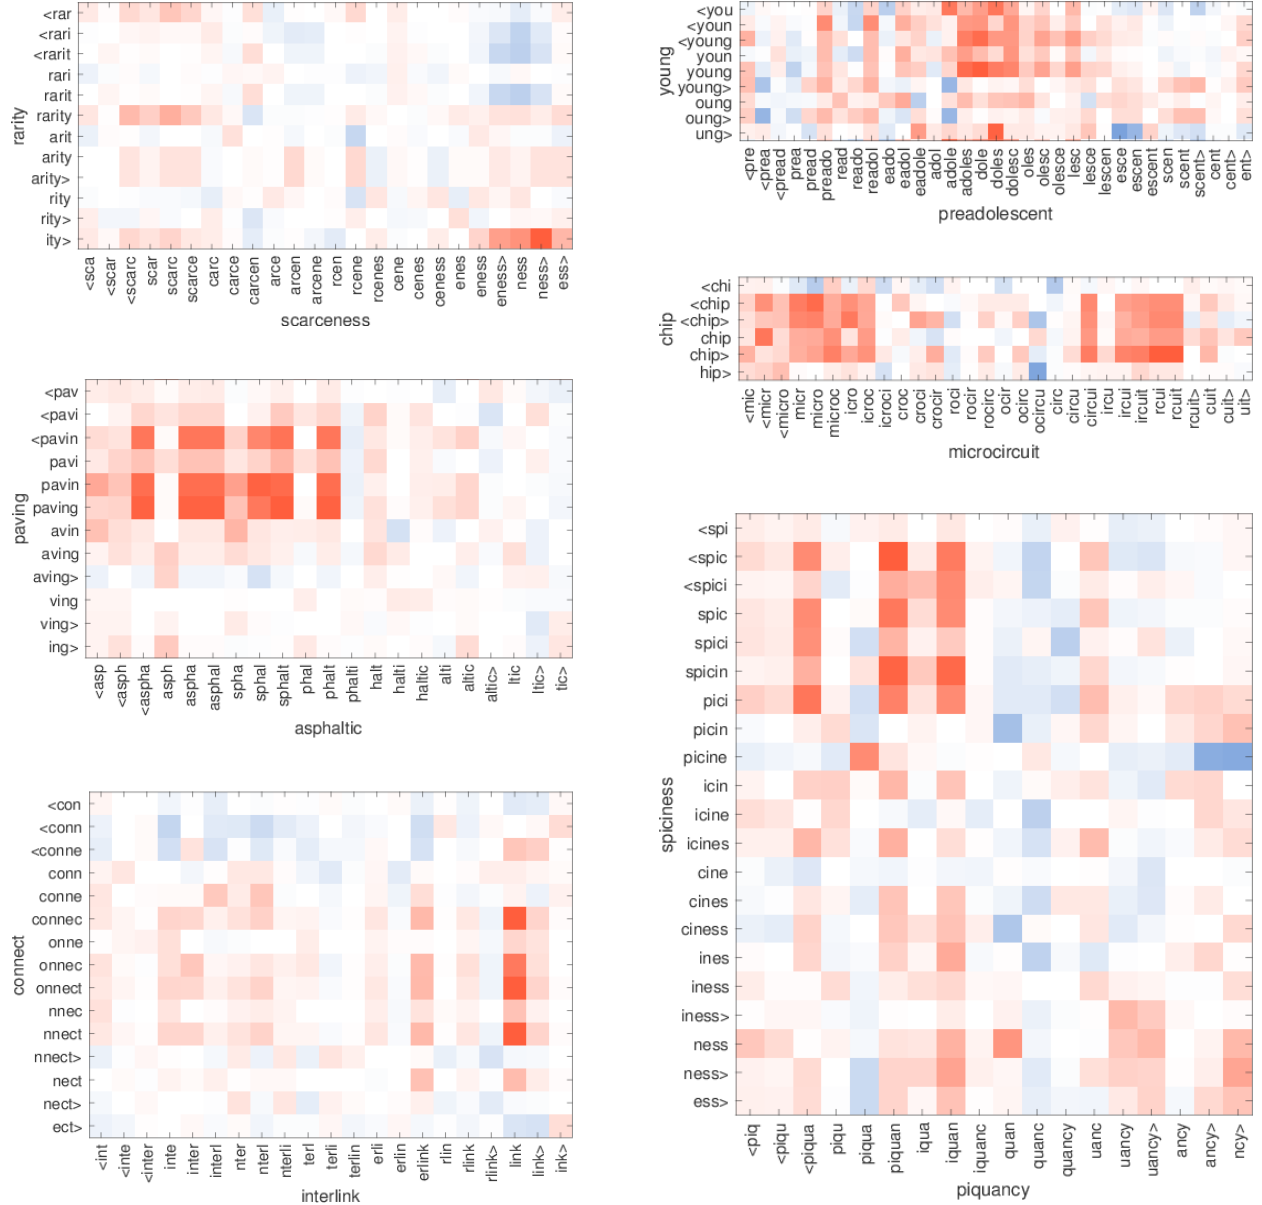 <rar
<rari
<rarit
rari
rarit
rarity
arit
arity
arity>
rity
rity>
ity>
rarity
<sca
<scar
<scarc
scar
scarc
scarce
carc
carce
carcen
arce
arcen
arcene
rcen
rcene
rcenes
cene
cenes
ceness
enes
eness
eness>
ness
ness>
ess>
scarceness
<you
<youn
<young
youn
young
young>
oung
oung>
ung>
young
<pre
<prea
<pread
prea
pread
preado
read
reado
readol
eado
eadol
eadole
adol
adole
adoles
dole
doles
dolesc
oles
olesc
olesce
lesc
lesce
lescen
esce
escen
escent
scen
scent
scent>
cent
cent>
ent>
preadolescent
<chi
<chip
<chip>
chip
chip>
hip>
chip
<mic
<micr
<micro
micr
micro
microc
icro
icroc
icroci
croc
croci
crocir
roci
rocir
rocirc
ocir
ocirc
ocircu
circ
circu
circui
ircu
ircui
ircuit
rcui
rcuit
rcuit>
cuit
cuit>
uit>
microcircuit
<pav
<pavi
<pavin
pavi
pavin
paving
avin
aving
aving>
ving
ving>
ing>
paving
<asp
<asph
<aspha
asph
aspha
asphal
spha
sphal
sphalt
phal
phalt
phalti
halt
halti
haltic
alti
altic
altic>
ltic
ltic>
tic>
asphaltic
<spi
<spic
<spici
spic
spici
spicin
pici
picin
picine
icin
icine
icines
cine
cines
ciness
ines
iness
iness>
ness
ness>
ess>
spiciness
<piq
<piqu
<piqua
piqu
piqua
piquan
iqua
iquan
iquanc
quan
quanc
quancy
uanc
uancy
uancy>
ancy
ancy>
ncy>
piquancy
<con
<conn
<conne
conn
conne
connec
onne
onnec
onnect
nnec
nnect
nnect>
nect
nect>
ect>
connect
<int
<inte
<inter
inte
inter
interl
nter
nterl
nterli
terl
terli
terlin
erli
erlin
erlink
rlin
rlink
rlink>
link
link>
ink>
interlink